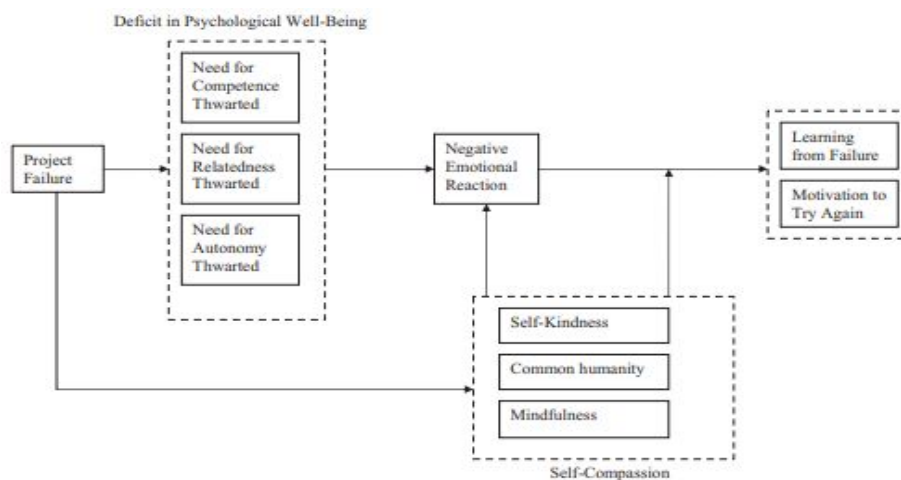 Deficit in Psychological Well-Being
Need for
Competence
Thwarted
Project
Failure
Need for
Relatedness
Thwarted
Need for
Autonomy
Thwarted
Negative
Emotional
Reaction
Learning
from Failure
Motivation to
Try Again
Self-Kindness
Common humanity
Mindfulness
Self-Compassion